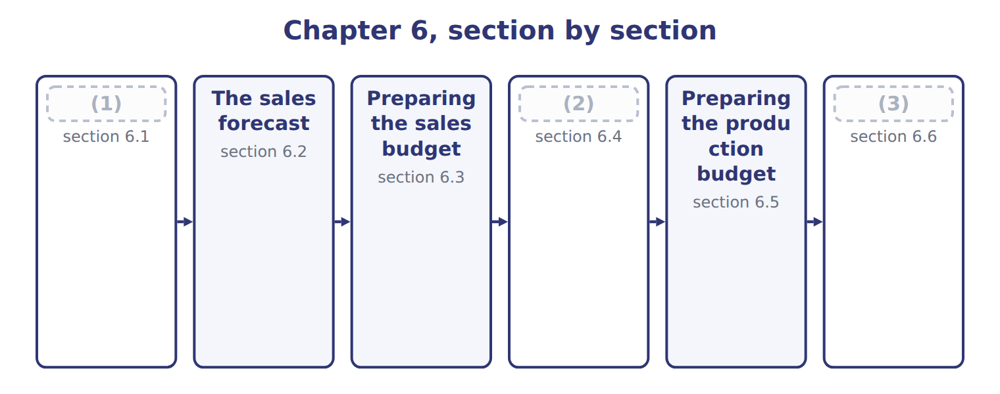 Chapter 6, section by section
(1)
section 6.1
The sales
forecast
section 6.2
Preparing
the sales
budget
section 6.3
(2)
section 6.4
Preparing
the produ
ction
budget
section 6.5
(3)
section 6.6